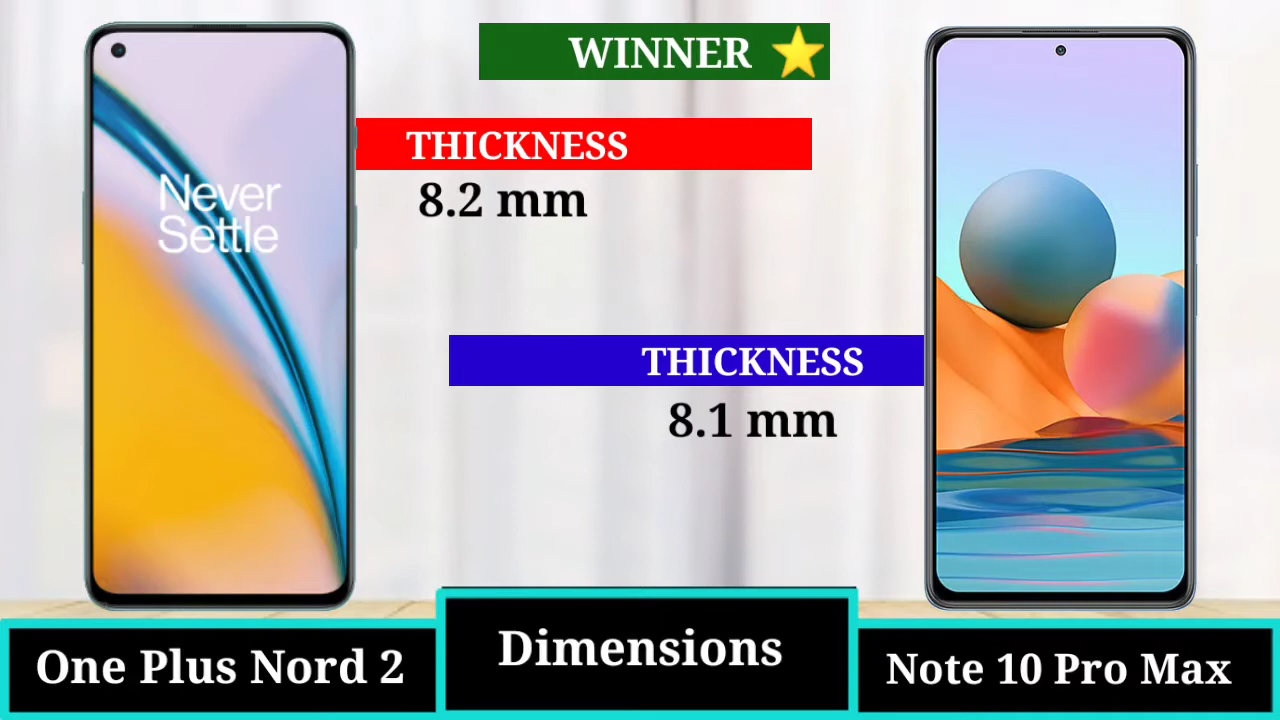 WINNER
THICKNESS
8.2 mm
Never
Settle
THICKNESS
8.1 mm
One Plus Nord 2
Dimensions
Note 10 Pro Max